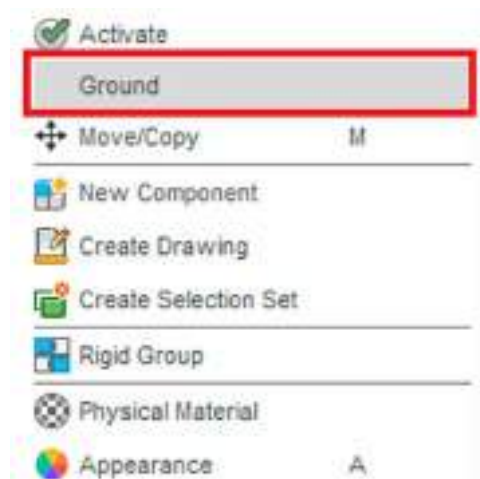 Activate
Ground
Move/Copy M
New Component
Create Drawing
Create Selection Set
Rigid Group
Physical Material
Appearance A